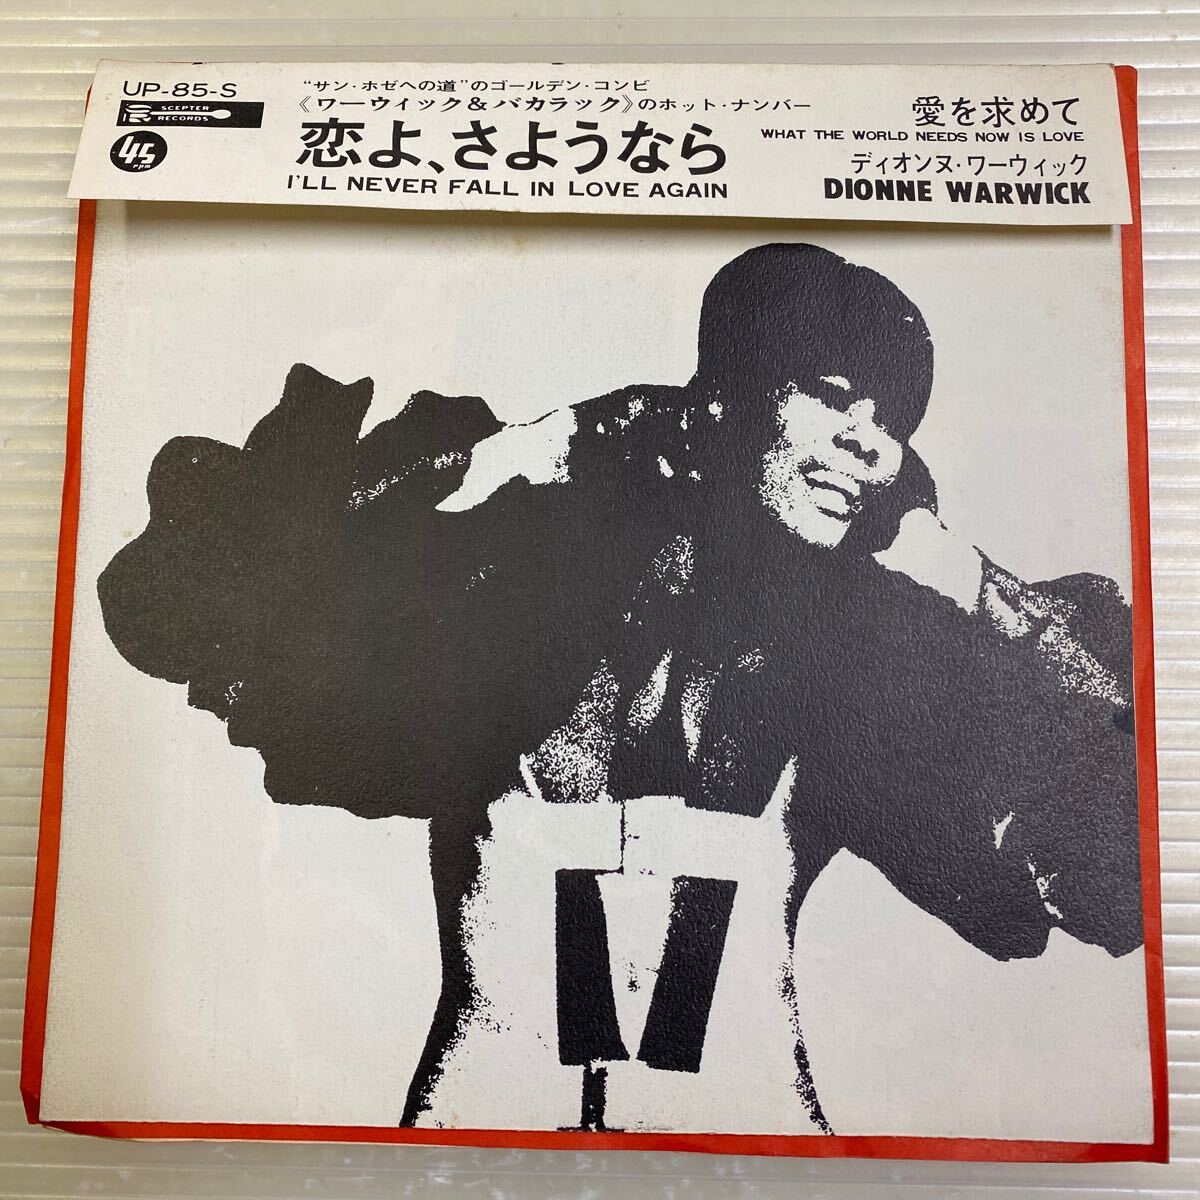 UP-85-S
SCEPTER
RECORDS
45
rpm
“サン・ホゼへの道”のゴールデン・コンビ
《ワーウィック&バカラック》のホット・ナンバー
恋よ、さようなら
I'LL NEVER FALL IN LOVE AGAIN
愛を求めて
WHAT THE WORLD NEEDS NOW IS LOVE
ディオンヌ・ワーウィック
DIONNE WARWICK